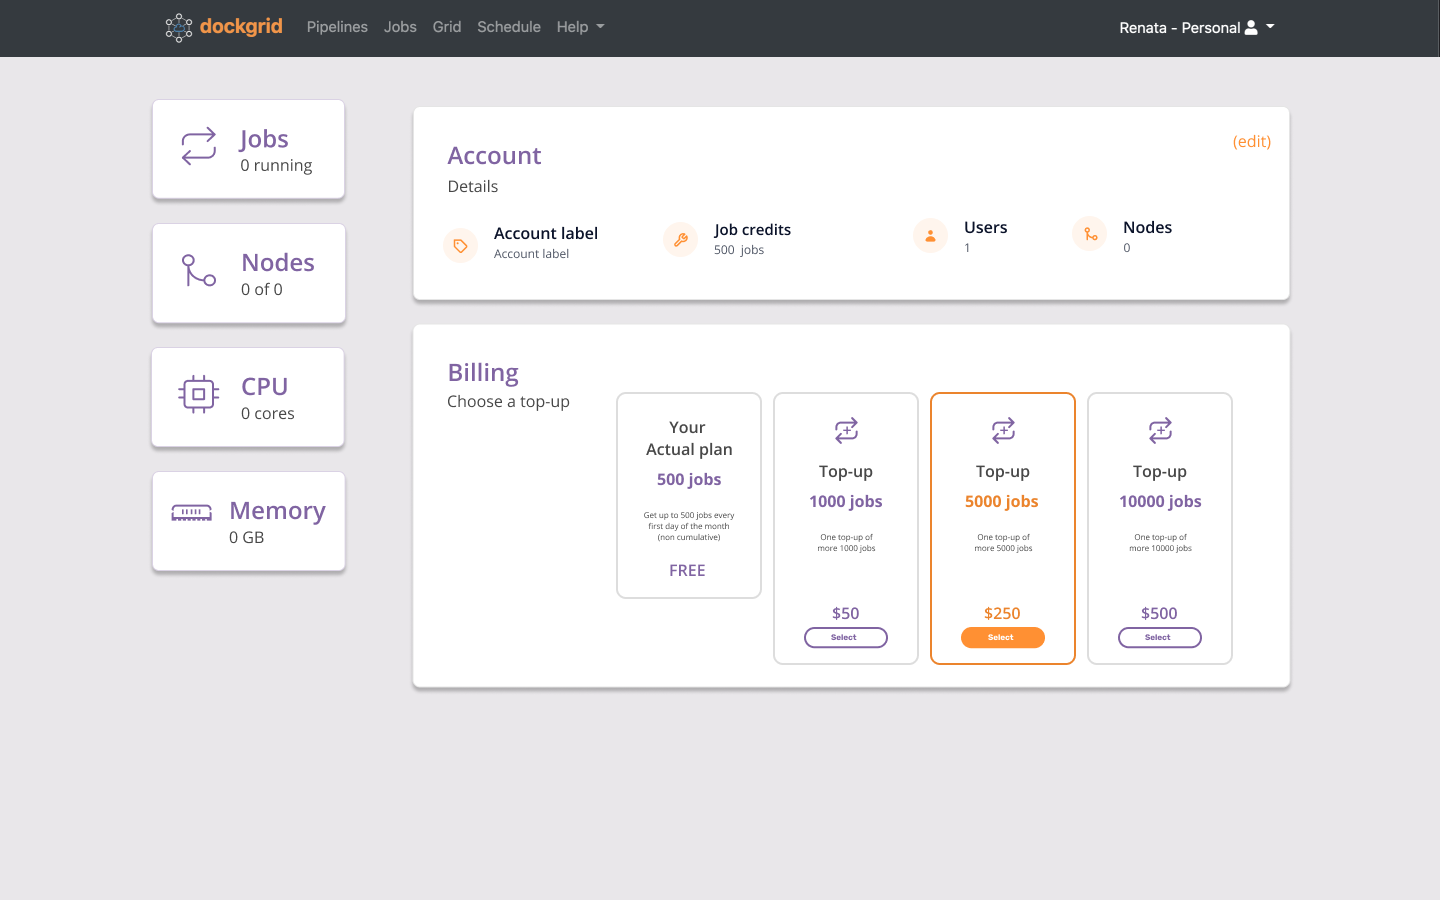 dockgrid
Pipelines Jobs Grid Schedule Help
Renata - Personal
Jobs
0 running
Nodes
0 of 0
CPU
0 cores
Memory
0 GB
Account
(edit)
Details
Account label
Account label
Job credits
500 jobs
Users
1
Nodes
0
Billing
Choose a top-up
Your
Actual plan
500 jobs
Get up to 500 jobs every
first day of the month
(non cumulative)
FREE
Top-up
1000 jobs
One top-up of
more 1000 jobs
$50
Select
Top-up
5000 jobs
One top-up of
more 5000 jobs
$250
Select
Top-up
10000 jobs
One top-up of
more 10000 jobs
$500
Select